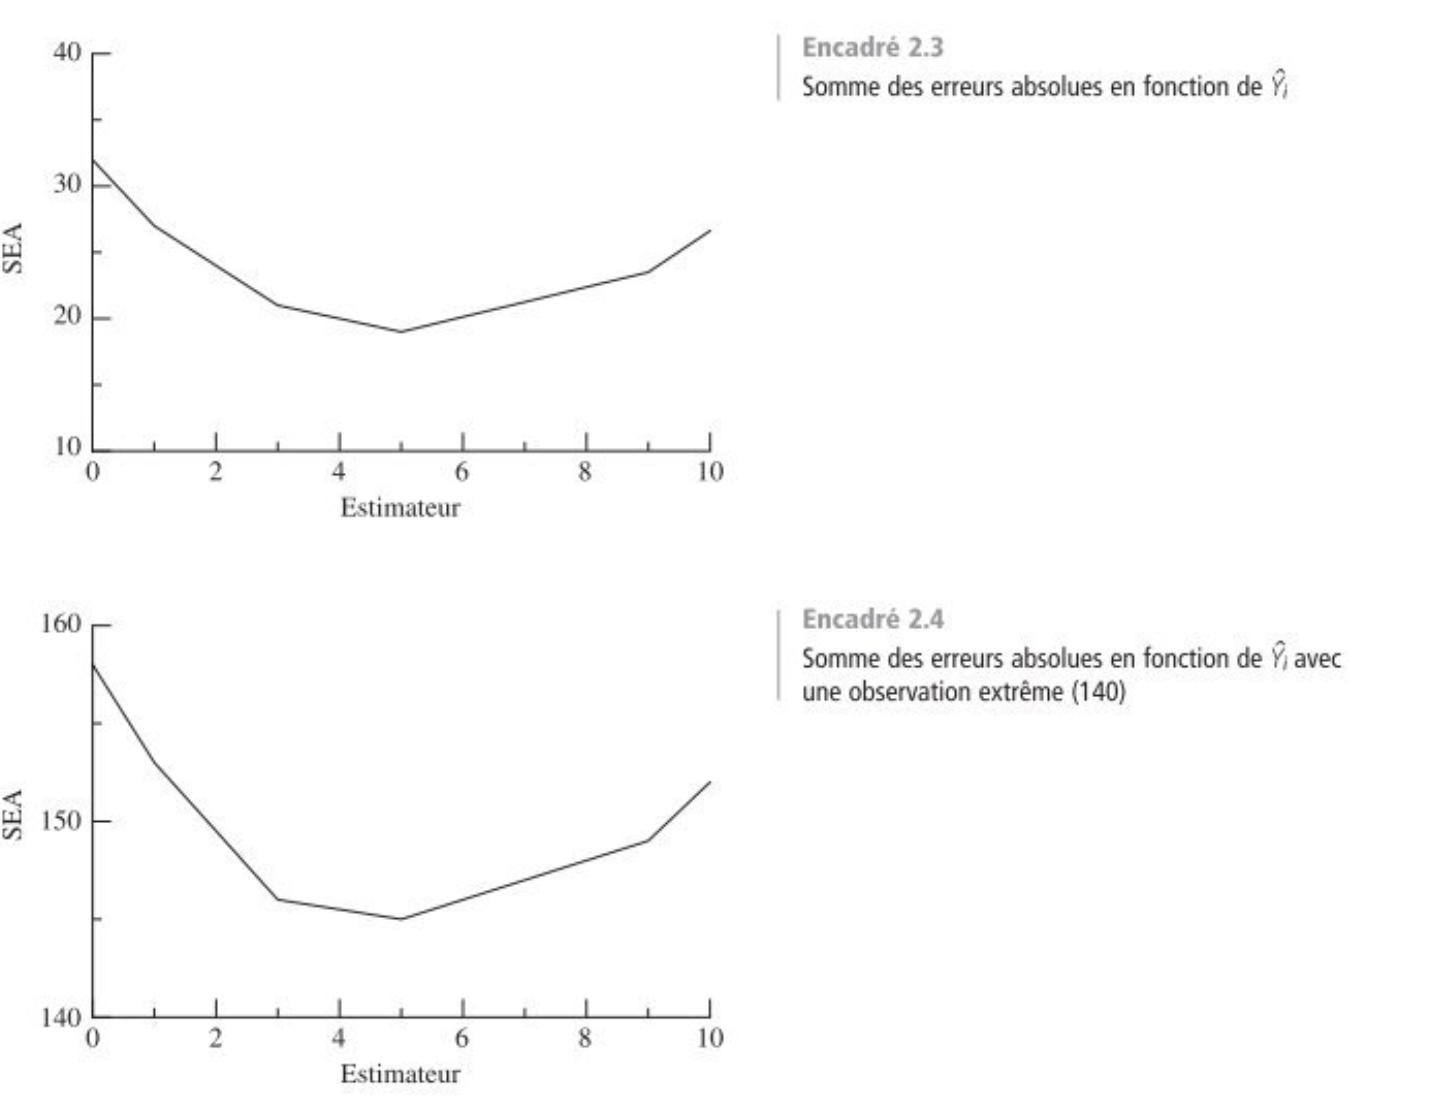 Encadré 2.3
Somme des erreurs absolues en fonction de Ŷᵢ
40
30
20
10
SEA
0 2 4 6 8 10
Estimateur
Encadré 2.4
Somme des erreurs absolues en fonction de Ŷᵢ avec
une observation extrême (140)
160
150
140
SEA
0 2 4 6 8 10
Estimateur